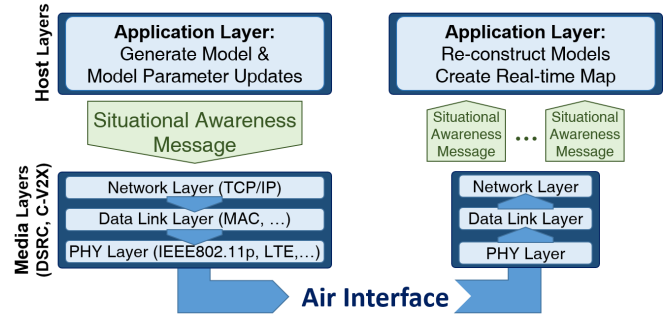 Host Layers
Application Layer:
Generate Model &
Model Parameter Updates
Application Layer:
Re-construct Models
Create Real-time Map
Situational Awareness
Message
Situational
Awareness
Message
...
Situational
Awareness
Message
Media Layers
(DSRC, C-V2X)
Network Layer (TCP/IP)
Data Link Layer (MAC, ...)
PHY Layer (IEEE802.11p, LTE,...)
Network Layer
Data Link Layer
PHY Layer
Air Interface